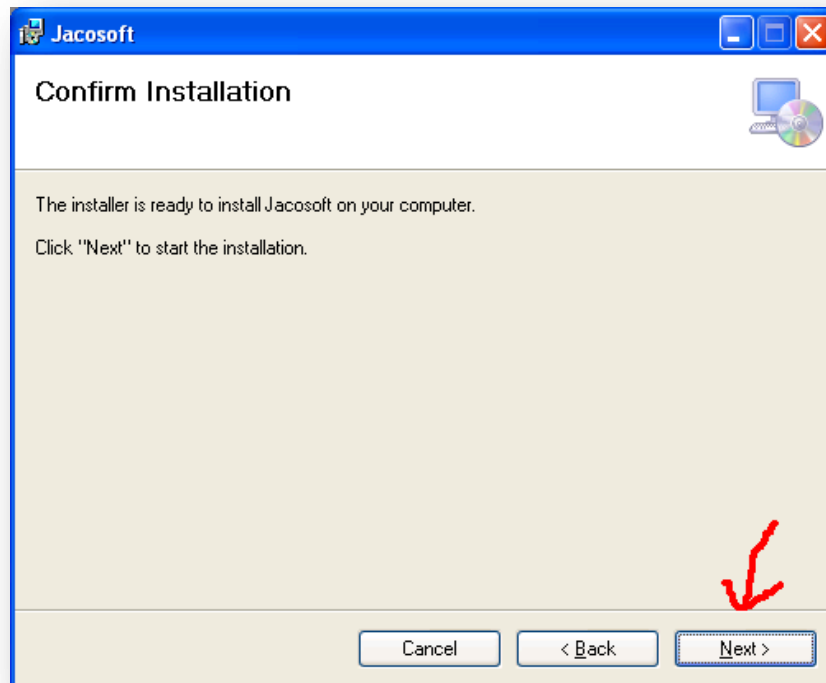 Jacosoft
Confirm Installation
The installer is ready to install Jacosoft on your computer.
Click "Next" to start the installation.
Cancel
< Back
Next >